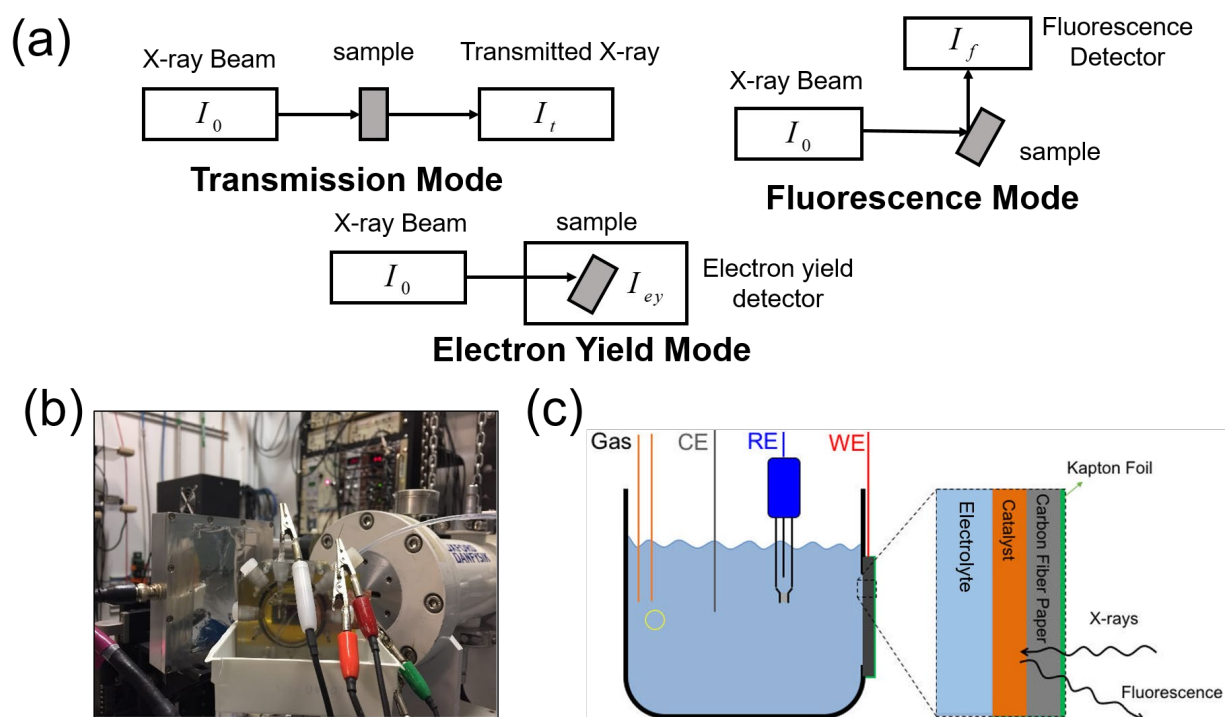 (a)
X-ray Beam
sample
Transmitted X-ray
I0
It
Transmission Mode
If
Fluorescence
Detector
X-ray Beam
I0
sample
Fluorescence Mode
X-ray Beam
sample
I0
Iey
Electron yield
detector
Electron Yield Mode
(b)
OXFORD
DANFYSIK
(c)
Gas
CE
RE
WE
Kapton Foil
Electrolyte
Catalyst
Carbon Fiber Paper
X-rays
Fluorescence